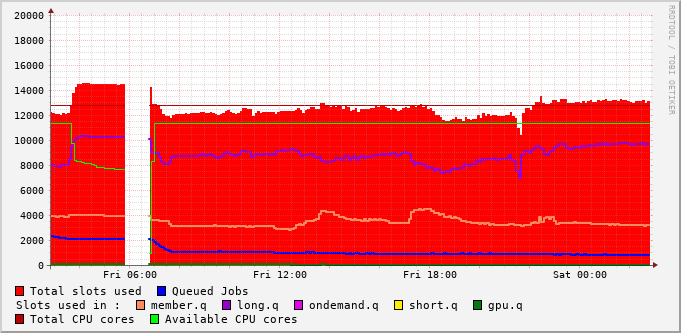 20000
18000
16000
14000
12000
10000
8000
6000
4000
2000
0
Fri 06:00 Fri 12:00 Fri 18:00 Sat 00:00
RRDTOOL / TOBI OETIKER
Total slots used Queued Jobs
Slots used in : member.q long.q ondemand.q short.q gpu.q
Total CPU cores Available CPU cores